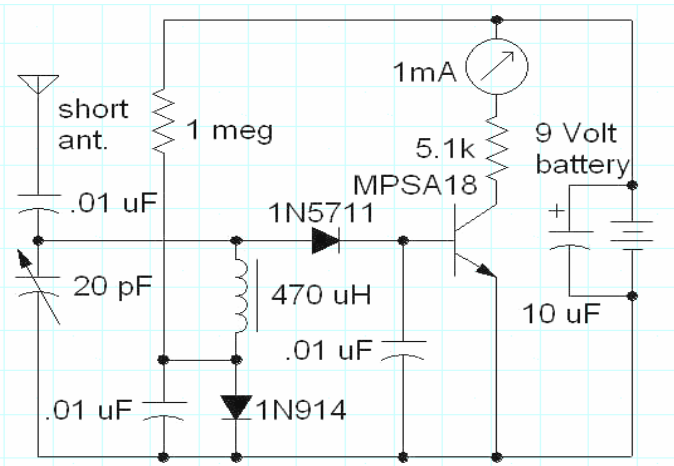 1mA
short
ant.
1 meg
5.1k
9 Volt
battery
MPSA18
.01 uF
1N5711
+
20 pF
470 uH
10 uF
.01 uF
.01 uF
1N914